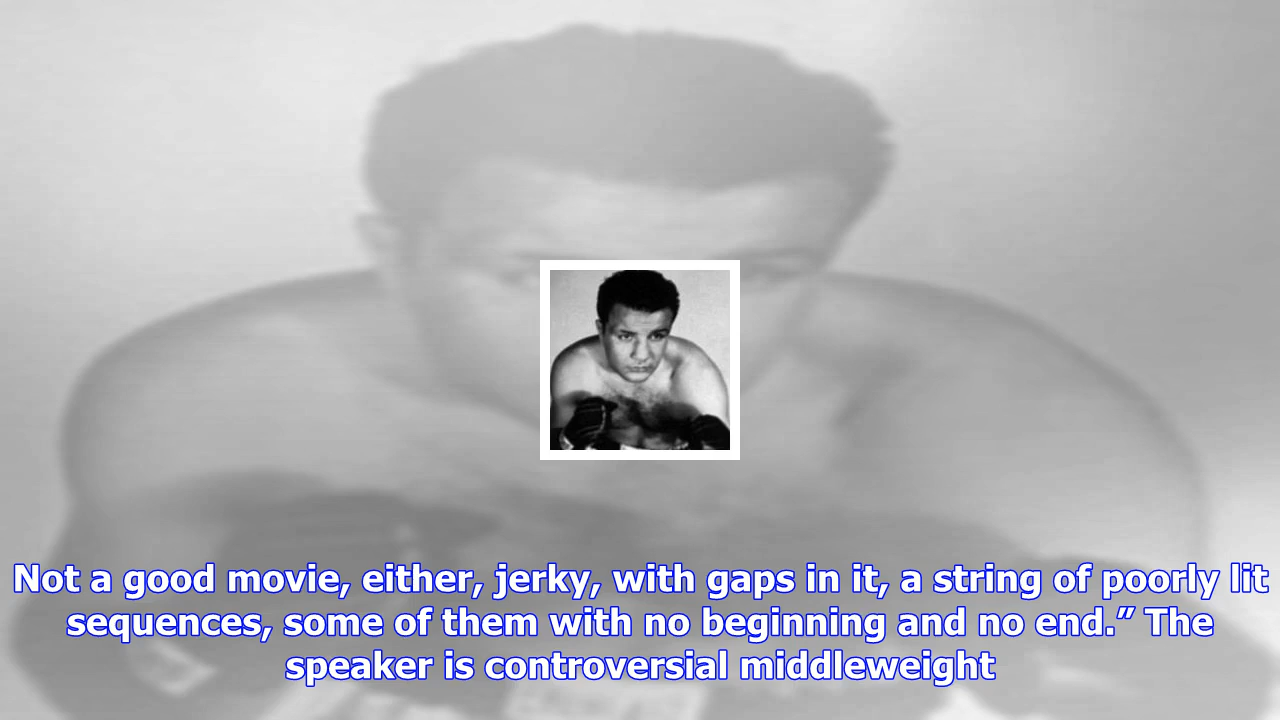 Not a good movie, either, jerky, with gaps in it, a string of poorly lit
sequences, some of them with no beginning and no end.” The
speaker is controversial middleweight